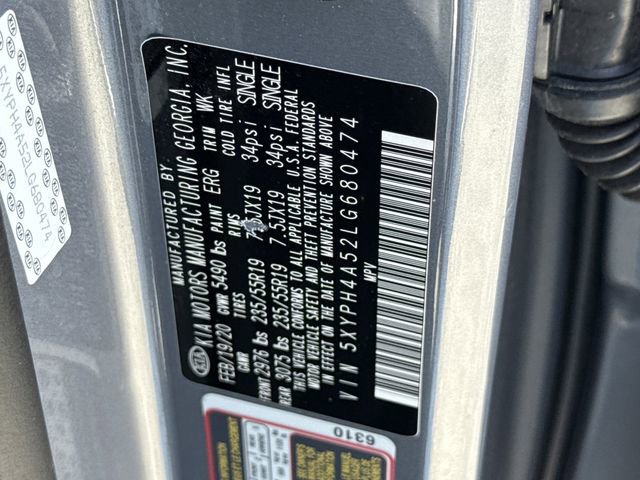 5XYPH4A52LG680474
MANUFACTURED BY
KIA MOTORS MANUFACTURING GEORGIA, INC.
FEB/19/20 GVWR 5490 lbs PAINT ERG TRIM WK
GAWR TIRES RIMS COLD TIRE INFL
FRONT 2976 lbs 235/55R19 7.5JX19 34psi SINGLE
REAR 3075 lbs 235/55R19 7.5JX19 34psi SINGLE
THIS VEHICLE CONFORMS TO ALL APPLICABLE U.S.A. FEDERAL
MOTOR VEHICLE SAFETY AND THEFT PREVENTION STANDARDS
IN EFFECT ON THE DATE OF MANUFACTURE SHOWN ABOVE
MPV
VIN 5XYPH4A52LG680474
KIA
6310